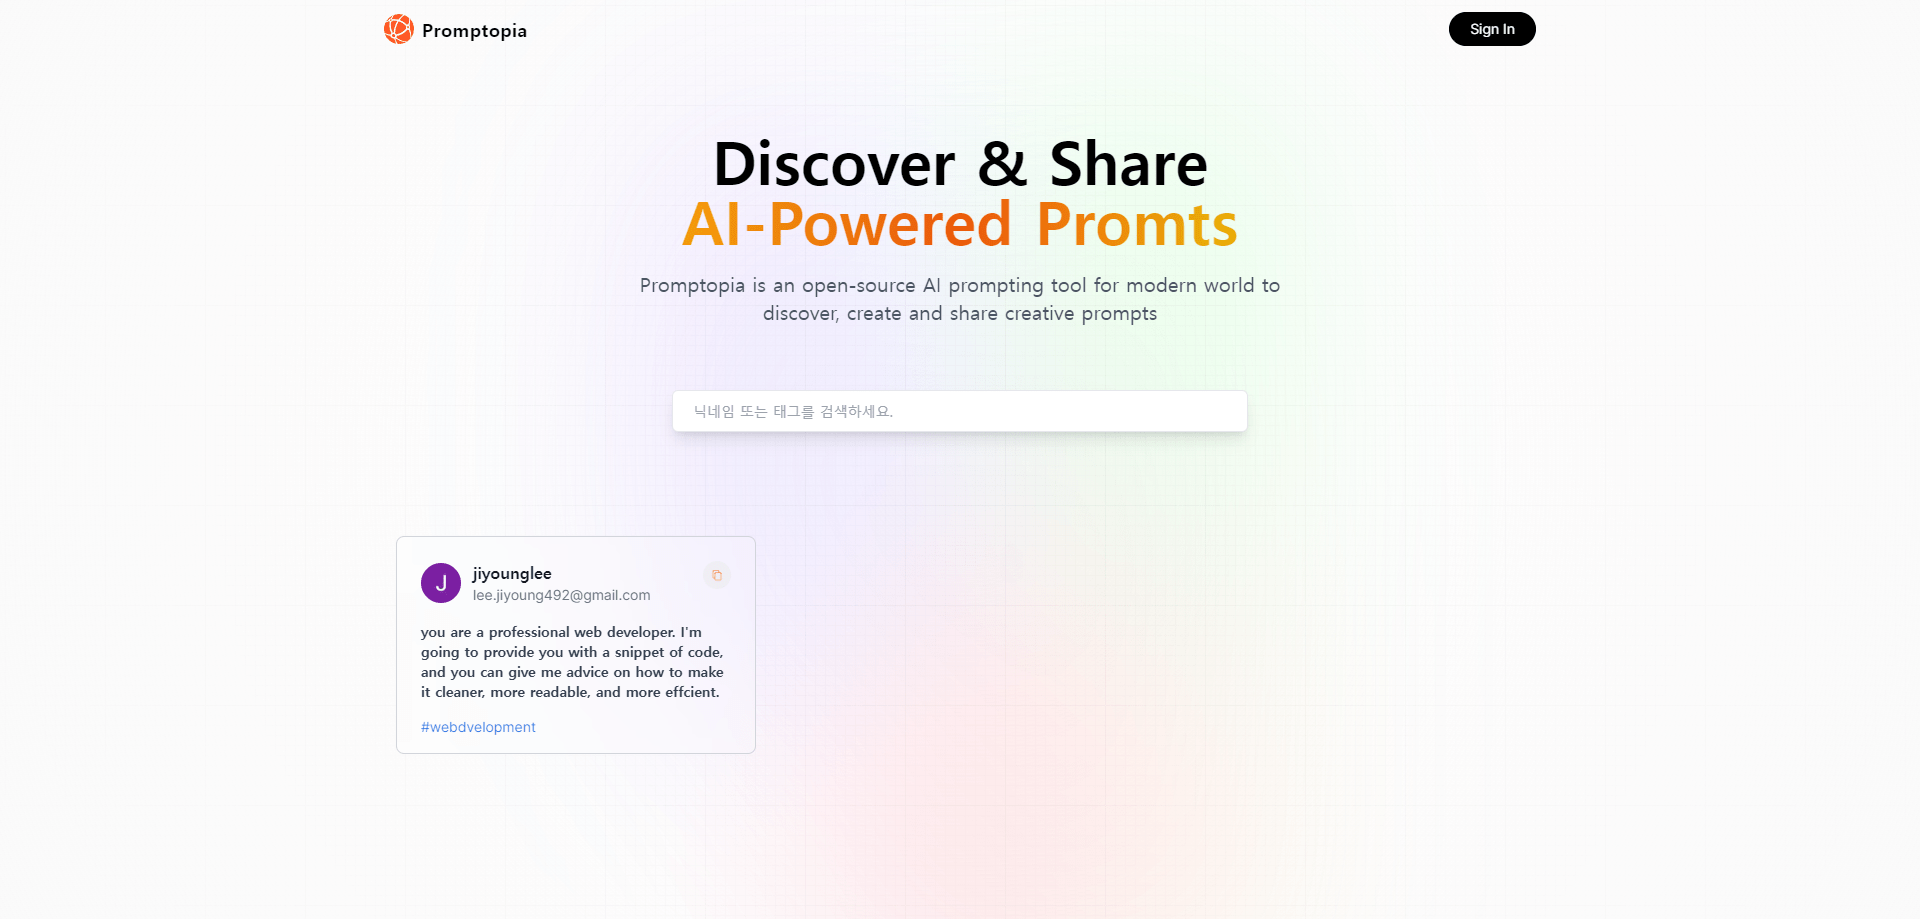 Promptopia
Sign In
Discover & Share
AI-Powered Promts
Promptopia is an open-source AI prompting tool for modern world to
discover, create and share creative prompts
닉네임 또는 태그를 검색하세요.
J
jiyounglee
lee.jiyoung492@gmail.com
you are a professional web developer. I'm
going to provide you with a snippet of code,
and you can give me advice on how to make
it cleaner, more readable, and more effcient.
#webdvelopment